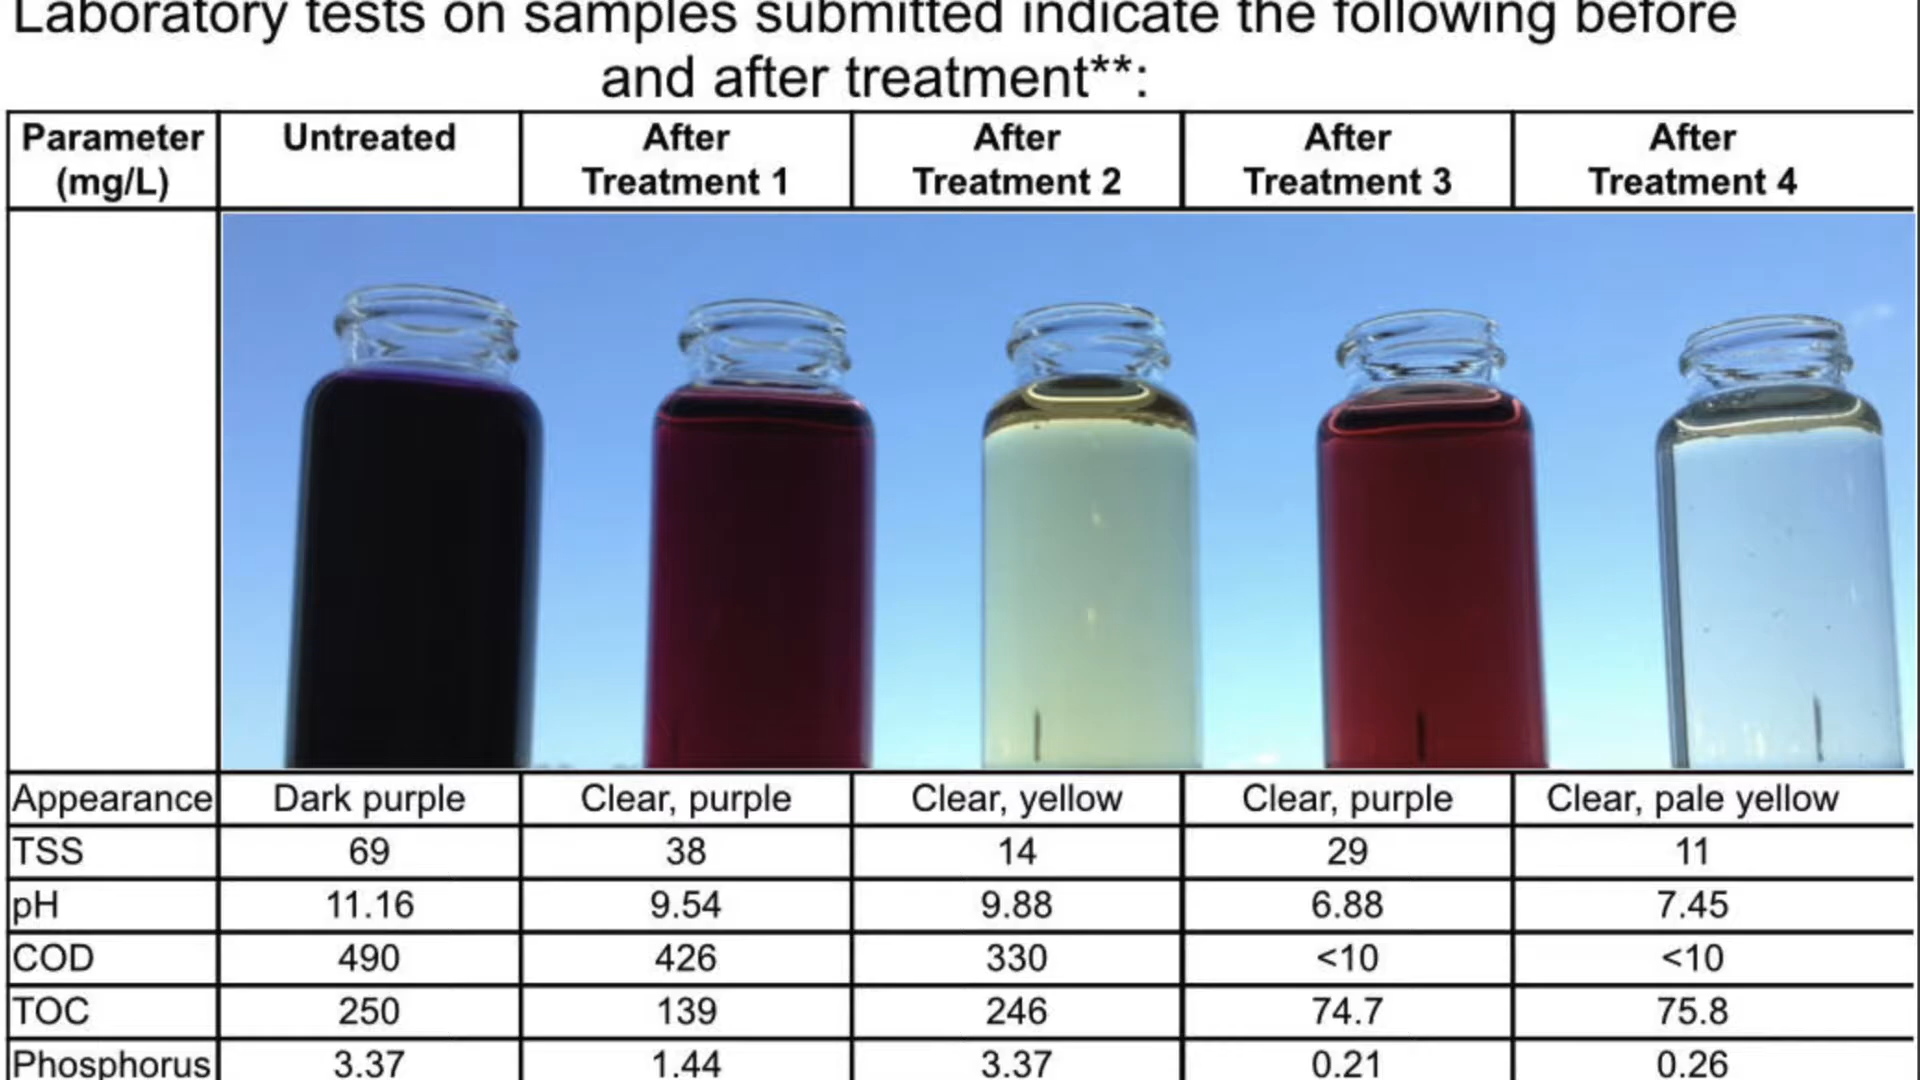 Laboratory tests on samples submitted indicate the following before
and after treatment**:
Parameter (mg/L) Untreated After Treatment 1 After Treatment 2 After Treatment 3 After Treatment 4
Appearance Dark purple Clear, purple Clear, yellow Clear, purple Clear, pale yellow
TSS 69 38 14 29 11
pH 11.16 9.54 9.88 6.88 7.45
COD 490 426 330 <10 <10
TOC 250 139 246 74.7 75.8
Phosphorus 3.37 1.44 3.37 0.21 0.26